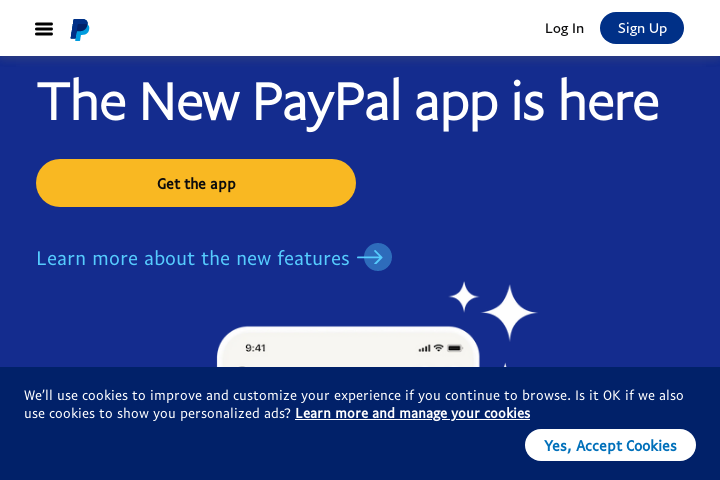 Log In
Sign Up
The New PayPal app is here
Get the app
Learn more about the new features
9:41
We'll use cookies to improve and customize your experience if you continue to browse. Is it OK if we also
use cookies to show you personalized ads? Learn more and manage your cookies
Yes, Accept Cookies